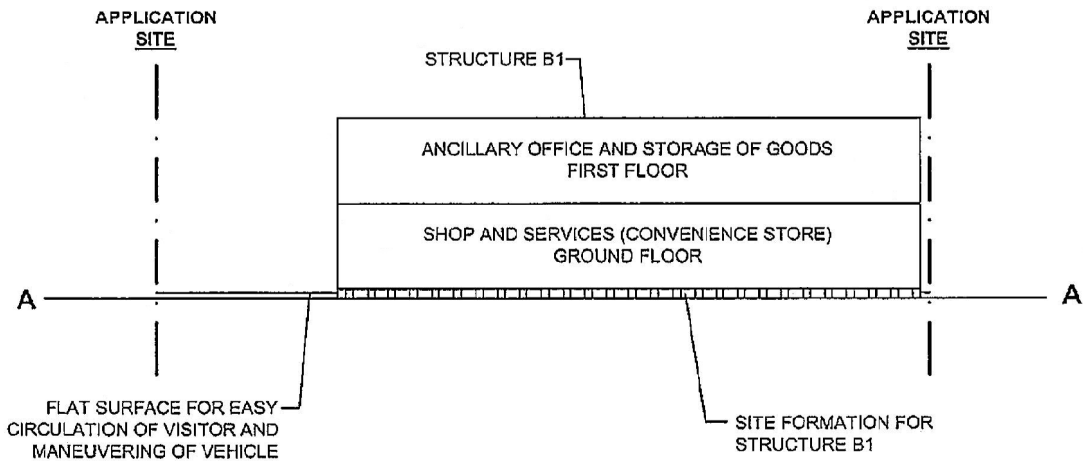 APPLICATION
SITE
APPLICATION
SITE
STRUCTURE B1
ANCILLARY OFFICE AND STORAGE OF GOODS
FIRST FLOOR
SHOP AND SERVICES (CONVENIENCE STORE)
GROUND FLOOR
A
A
FLAT SURFACE FOR EASY
CIRCULATION OF VISITOR AND
MANEUVERING OF VEHICLE
SITE FORMATION FOR
STRUCTURE B1